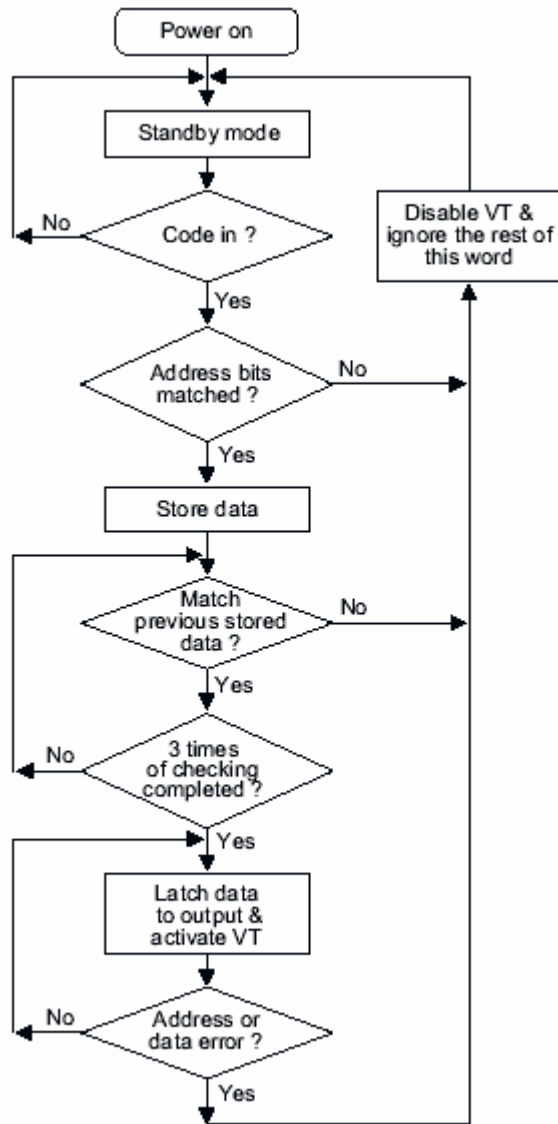 Power on
Standby mode
No
Code in ?
Disable VT &
ignore the rest of
this word
Yes
Address bits
matched ?
No
Yes
Store data
Match
previous stored
data ?
No
Yes
No
3 times
of checking
completed ?
Yes
Latch data
to output &
activate VT
No
Address or
data error ?
Yes